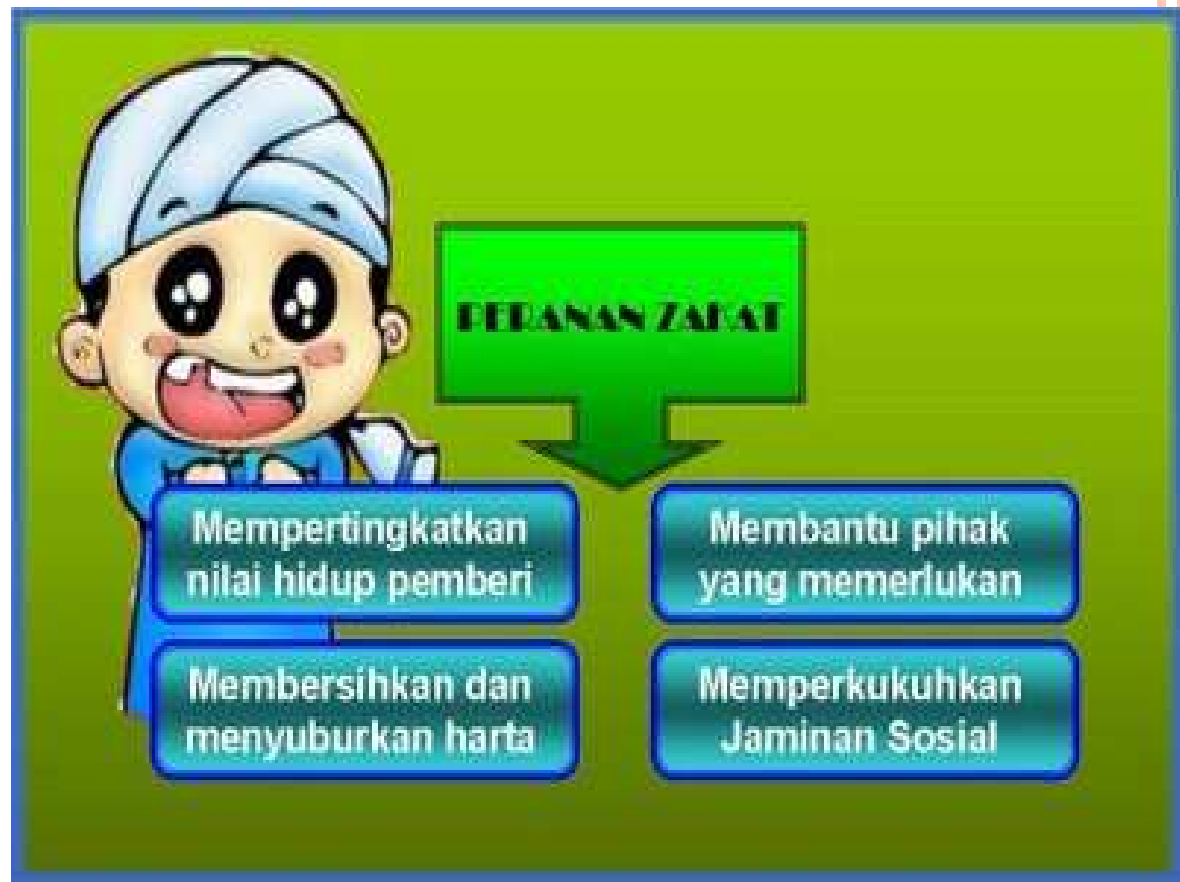 PERANAN ZAKAT
Mempertingkatkan
nilai hidup pemberi
Membantu pihak
yang memerlukan
Membersihkan dan
menyuburkan harta
Memperkukuhkan
Jaminan Sosial